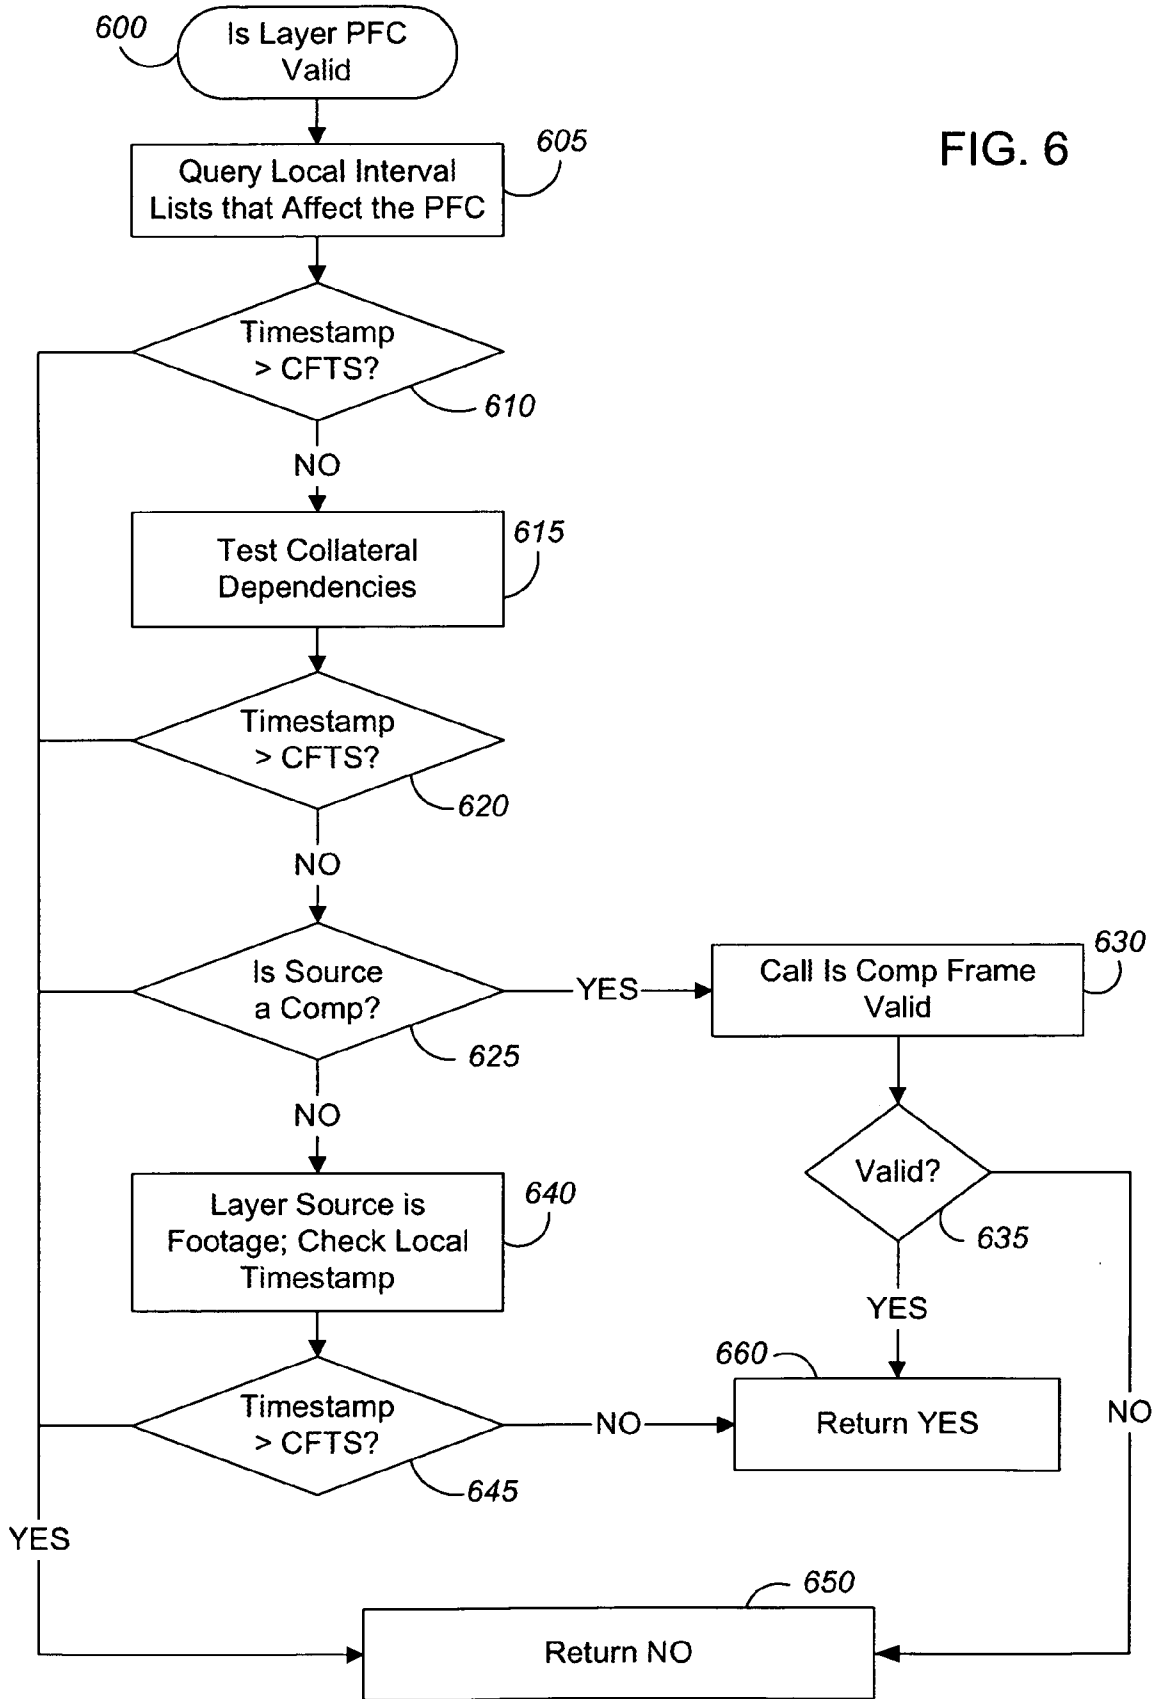 600
Is Layer PFC
Valid
FIG. 6
605
Query Local Interval
Lists that Affect the PFC
Timestamp
> CFTS?
610
NO
615
Test Collateral
Dependencies
Timestamp
> CFTS?
620
NO
Is Source
a Comp?
625
YES
630
Call Is Comp Frame
Valid
NO
Valid?
635
640
Layer Source is
Footage; Check Local
Timestamp
YES
660
Timestamp
> CFTS?
645
NO
Return YES
NO
YES
650
Return NO